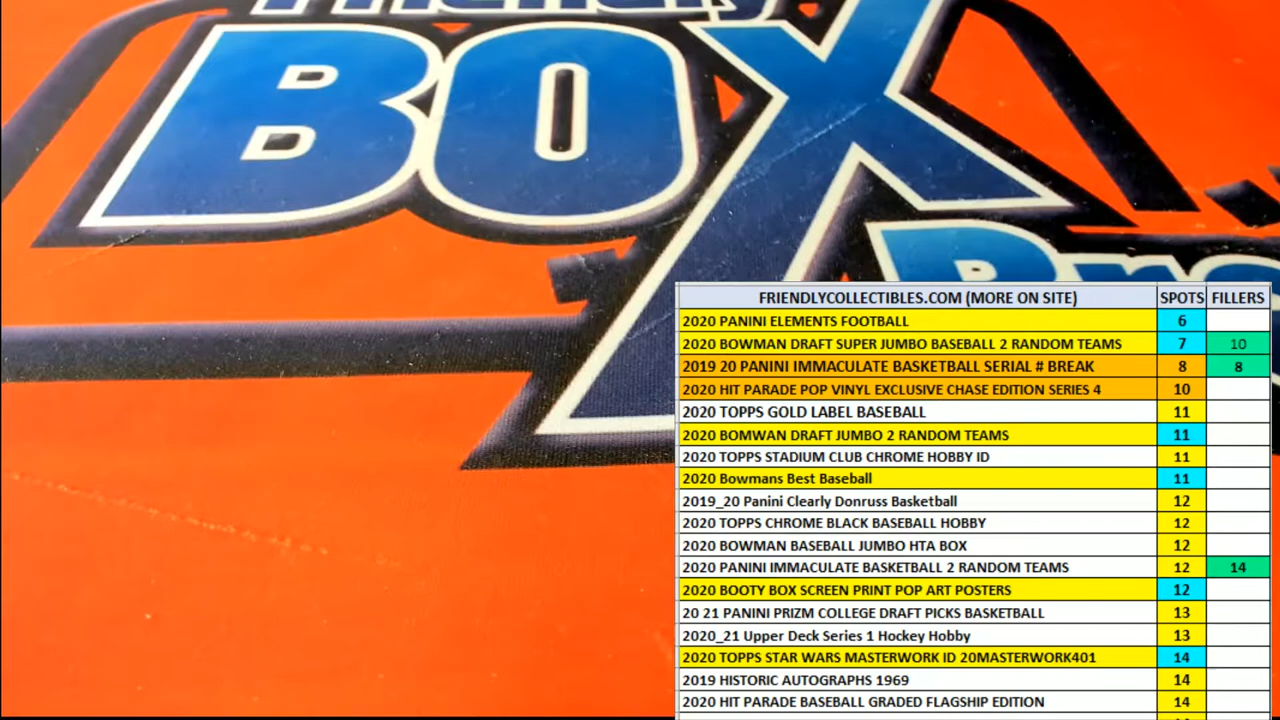 Friendly
BOX
FRIENDLYCOLLECTIBLES.COM (MORE ON SITE) SPOTS FILLERS
2020 PANINI ELEMENTS FOOTBALL 6
2020 BOWMAN DRAFT SUPER JUMBO BASEBALL 2 RANDOM TEAMS 7 10
2019 20 PANINI IMMACULATE BASKETBALL SERIAL # BREAK 8 8
2020 HIT PARADE POP VINYL EXCLUSIVE CHASE EDITION SERIES 4 10
2020 TOPPS GOLD LABEL BASEBALL 11
2020 BOMWAN DRAFT JUMBO 2 RANDOM TEAMS 11
2020 TOPPS STADIUM CLUB CHROME HOBBY ID 11
2020 Bowmans Best Baseball 11
2019_20 Panini Clearly Donruss Basketball 12
2020 TOPPS CHROME BLACK BASEBALL HOBBY 12
2020 BOWMAN BASEBALL JUMBO HTA BOX 12
2020 PANINI IMMACULATE BASKETBALL 2 RANDOM TEAMS 12 14
2020 BOOTY BOX SCREEN PRINT POP ART POSTERS 12
20 21 PANINI PRIZM COLLEGE DRAFT PICKS BASKETBALL 13
2020_21 Upper Deck Series 1 Hockey Hobby 13
2020 TOPPS STAR WARS MASTERWORK ID 20MASTERWORK401 14
2019 HISTORIC AUTOGRAPHS 1969 14
2020 HIT PARADE BASEBALL GRADED FLAGSHIP EDITION 14